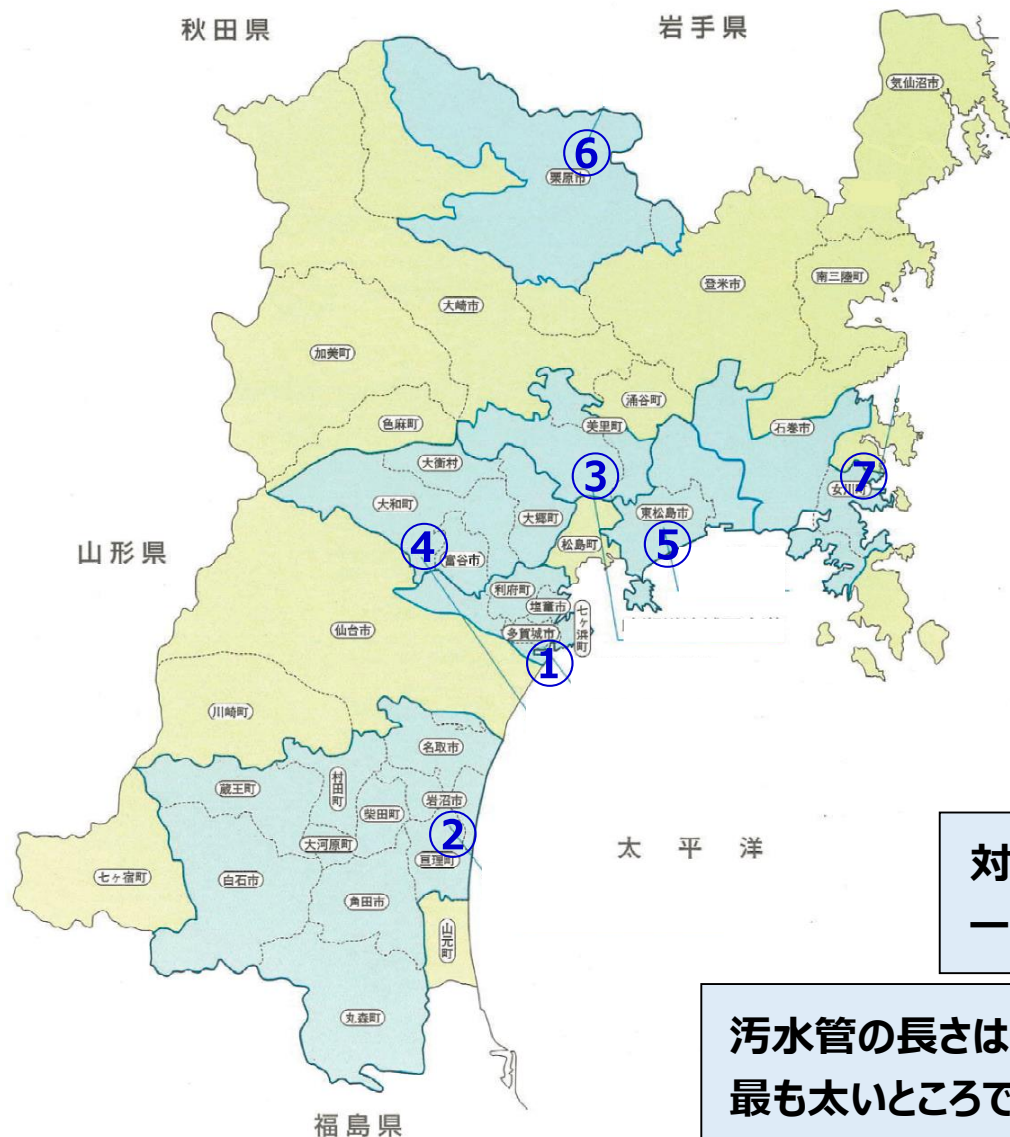 秋田県
岩手県
気仙沼市
⑥
栗原市
登米市
南三陸町
大崎市
加美町
涌谷町
色麻町
美里町
石巻市
大衡村
③
⑦
女川町
大和町
大郷町
東松島市
山形県
④
富谷市
松島町
⑤
利府町
塩竈市
七ヶ浜町
仙台市
多賀城市
①
川崎町
名取市
蔵王町
村田町
岩沼市
柴田町
②
大河原町
亘理町
太平洋
七ヶ宿町
白石市
角田市
山元町
丸森町
福島県
対
一
汚水管の長さは
最も太いところで